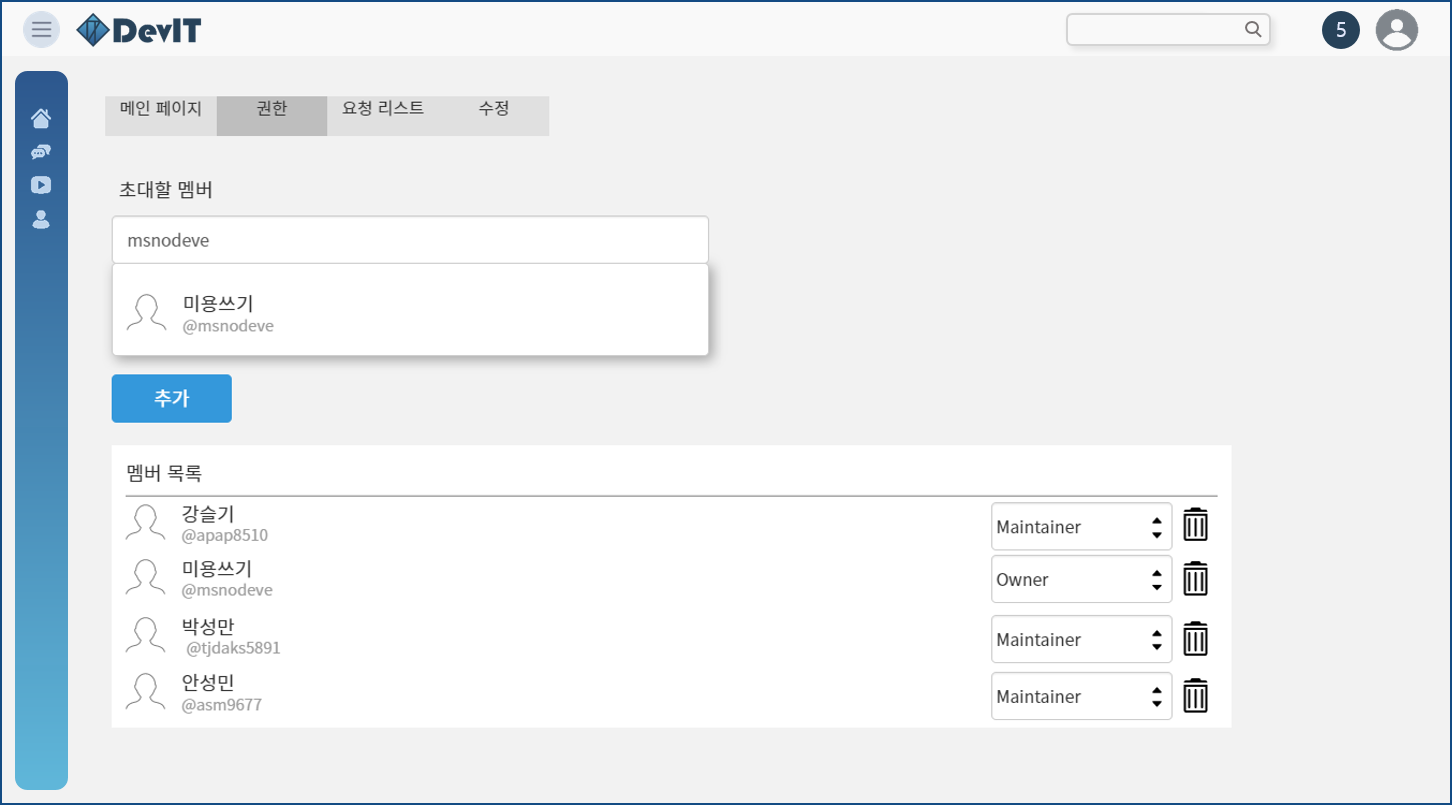 DevIT
5
메인 페이지 권한 요청 리스트 수정
초대할 멤버
msnodeve
미용쓰기
@msnodeve
추가
멤버 목록
강슬기
@apap8510
Maintainer
미용쓰기
@msnodeve
Owner
박성만
@tjdaks5891
Maintainer
안성민
@asm9677
Maintainer